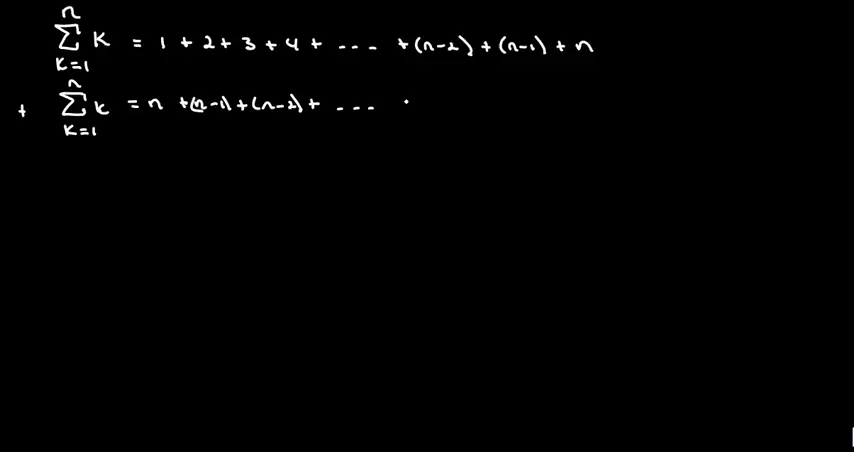 n
∑ k = 1 + 2 + 3 + 4 + ... + (n-2) + (n-1) + n
k=1
n
+ ∑ k = n + (n-1) + (n-2) + ...
k=1